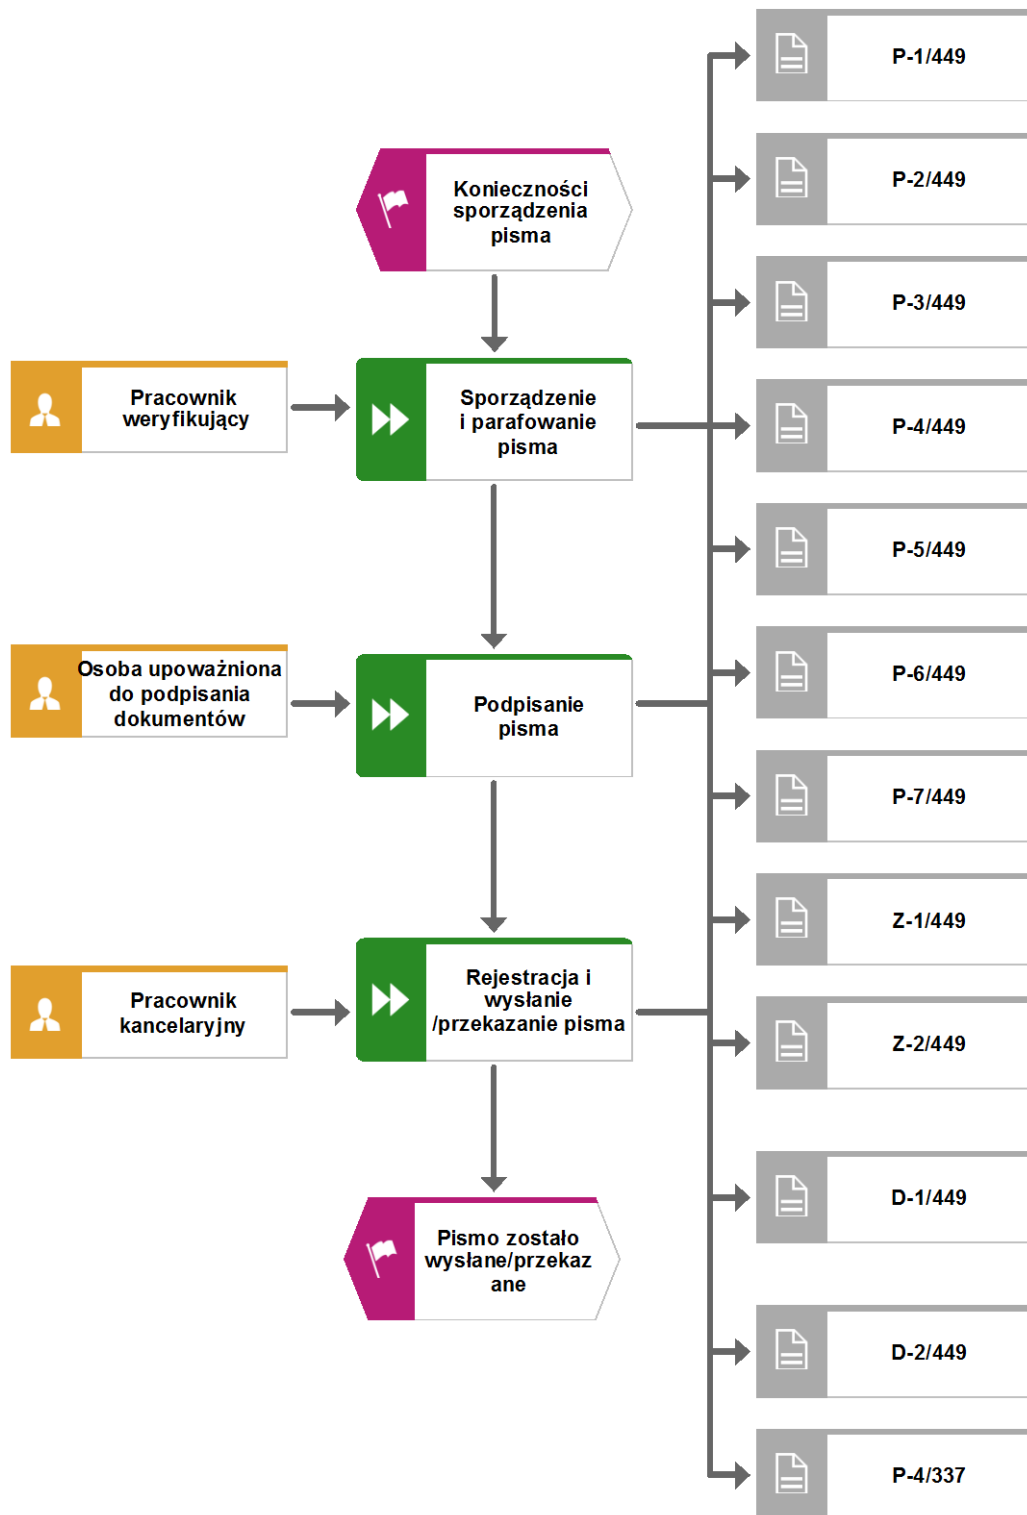 Konieczności
sporządzenia
pisma
Pracownik
weryfikujący
Sporządzenie
i parafowanie
pisma
Osoba upoważniona
do podpisania
dokumentów
Podpisanie
pisma
Pracownik
kancelaryjny
Rejestracja i
wysłanie
/przekazanie pisma
Pismo zostało
wysłane/przekaz
ane
P-1/449
P-2/449
P-3/449
P-4/449
P-5/449
P-6/449
P-7/449
Z-1/449
Z-2/449
D-1/449
D-2/449
P-4/337